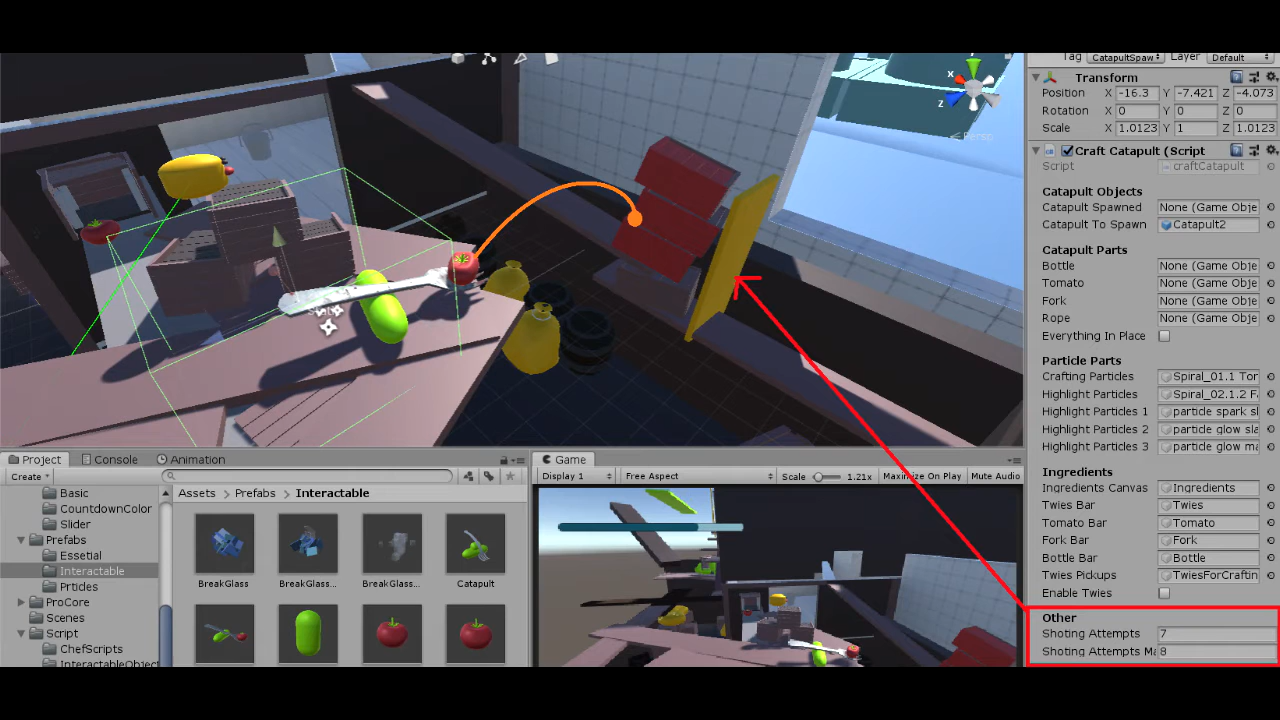 Tag CatapultSpaw Layer Default
Transform
Position X -16.3 Y -7.421 Z -4.073
Rotation X 0 Y 0 Z 0
Scale X 1.0123 Y 1 Z 1.0123
Craft Catapult (Script
Script craftCatapult
Catapult Objects
Catapult Spawned None (Game Obje
Catapult To Spawn Catapult2
Catapult Parts
Bottle None (Game Obje
Tomato None (Game Obje
Fork None (Game Obje
Rope None (Game Obje
Everything In Place
Particle Parts
Crafting Particles Spiral_01.1 Tor
Highlight Particles Spiral_02.1.2 F
Highlight Particles 1 particle spark sl
Highlight Particles 2 particle glow sla
Highlight Particles 3 particle glow ma
Ingredients
Ingredients Canvas Ingredients
Twies Bar Twies
Tomato Bar Tomato
Fork Bar Fork
Bottle Bar Bottle
Twies Pickups TwiesForCraftin
Enable Twies
Other
Shoting Attempts 7
Shoting Attempts Ma 8
x
z
< Persp
Project Console Animation
Create
Basic
CountdownColor
Slider
Prefabs
Essetial
Interactable
Prticles
ProCore
Scenes
Script
ChefScripts
InteractableObject
Assets Prefabs Interactable
BreakGlass BreakGlass... BreakGlass... Catapult
Game
Display 1 Free Aspect Scale 1.21x Maximize On Play Mute Audio